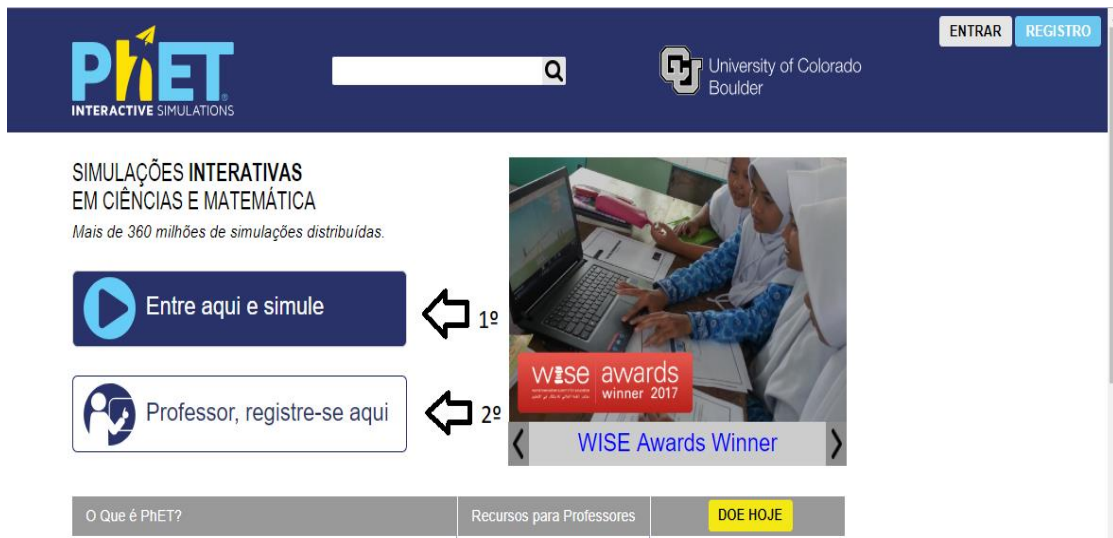 ENTRAR
REGISTRO
PhET
INTERACTIVE SIMULATIONS
University of Colorado
Boulder
SIMULAÇÕES INTERATIVAS
EM CIÊNCIAS E MATEMÁTICA
Mais de 360 milhões de simulações distribuídas.
Entre aqui e simule
1º
Professor, registre-se aqui
2º
WISE awards
winner 2017
WISE Awards Winner
O Que é PhET?
Recursos para Professores
DOE HOJE